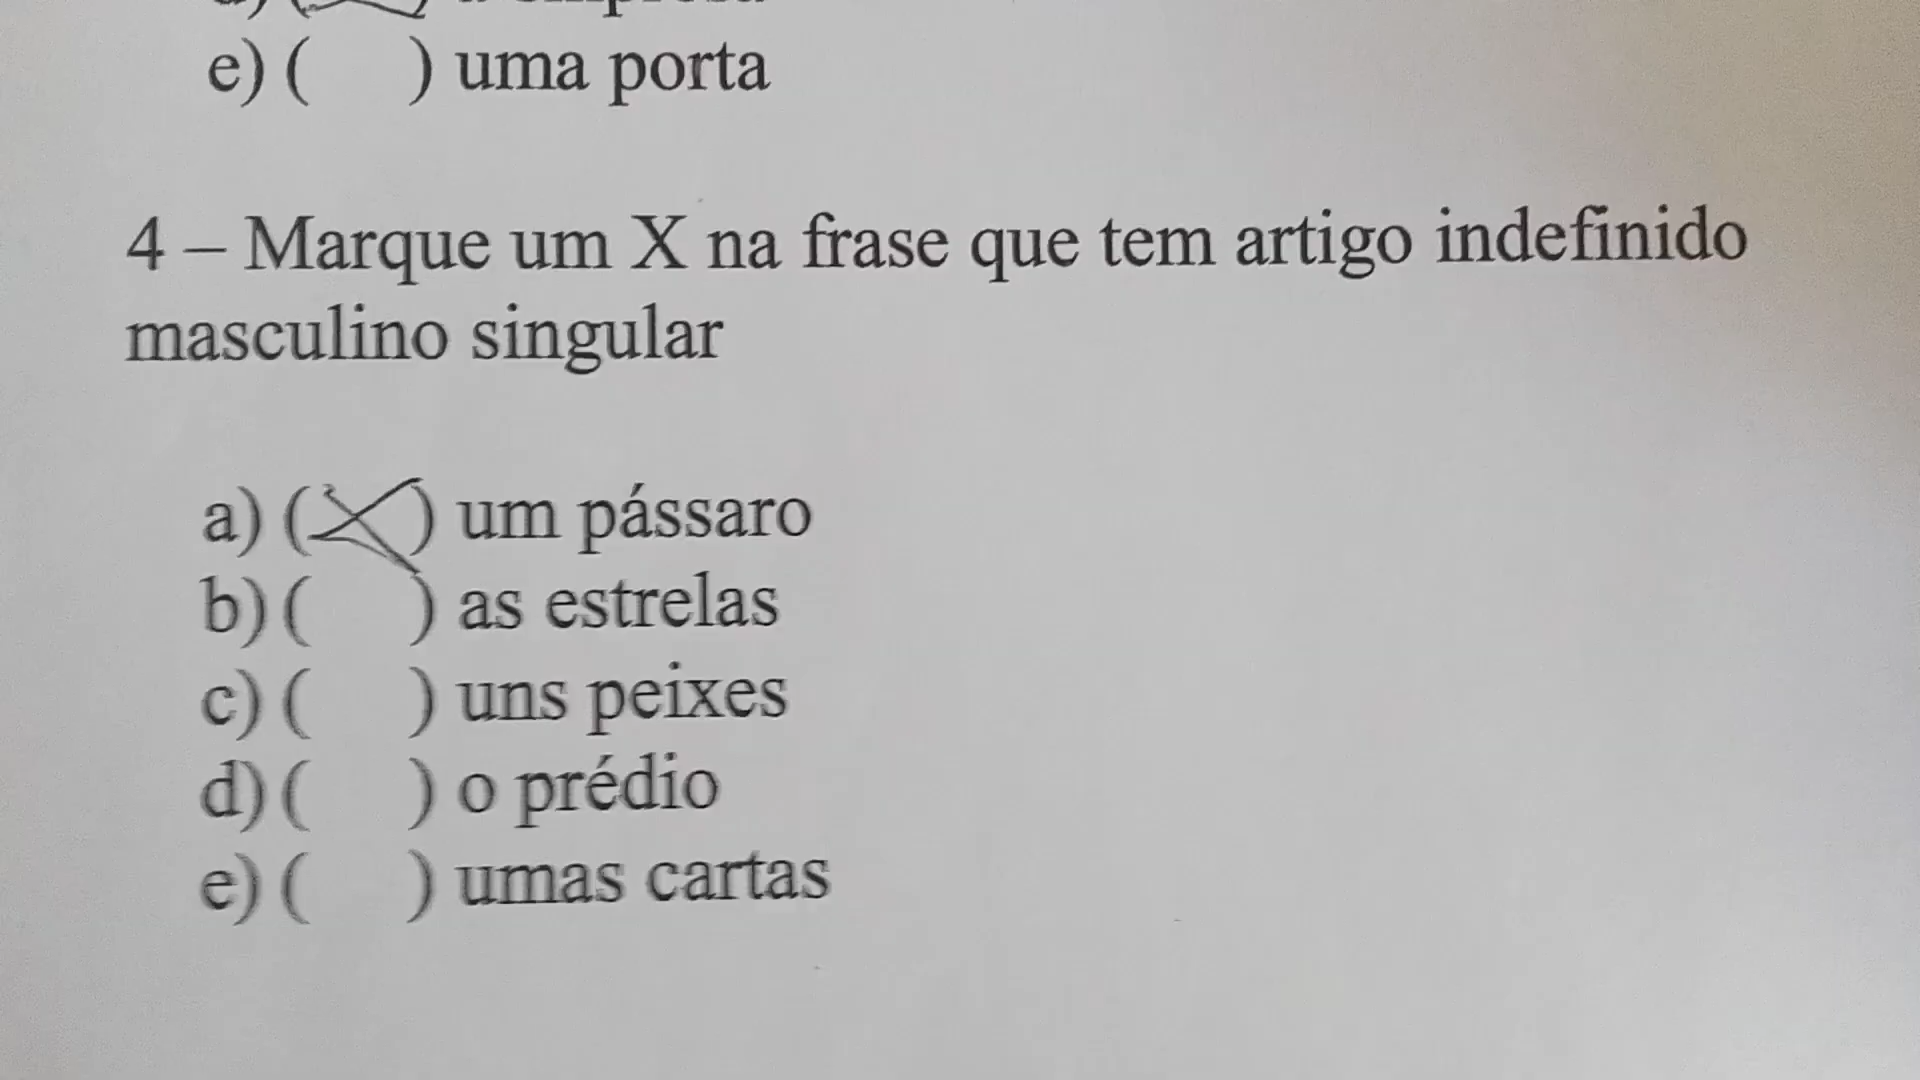 e) (    ) uma porta
4 – Marque um X na frase que tem artigo indefinido
masculino singular
a) (X) um pássaro
b) (    ) as estrelas
c) (    ) uns peixes
d) (    ) o prédio
e) (    ) umas cartas